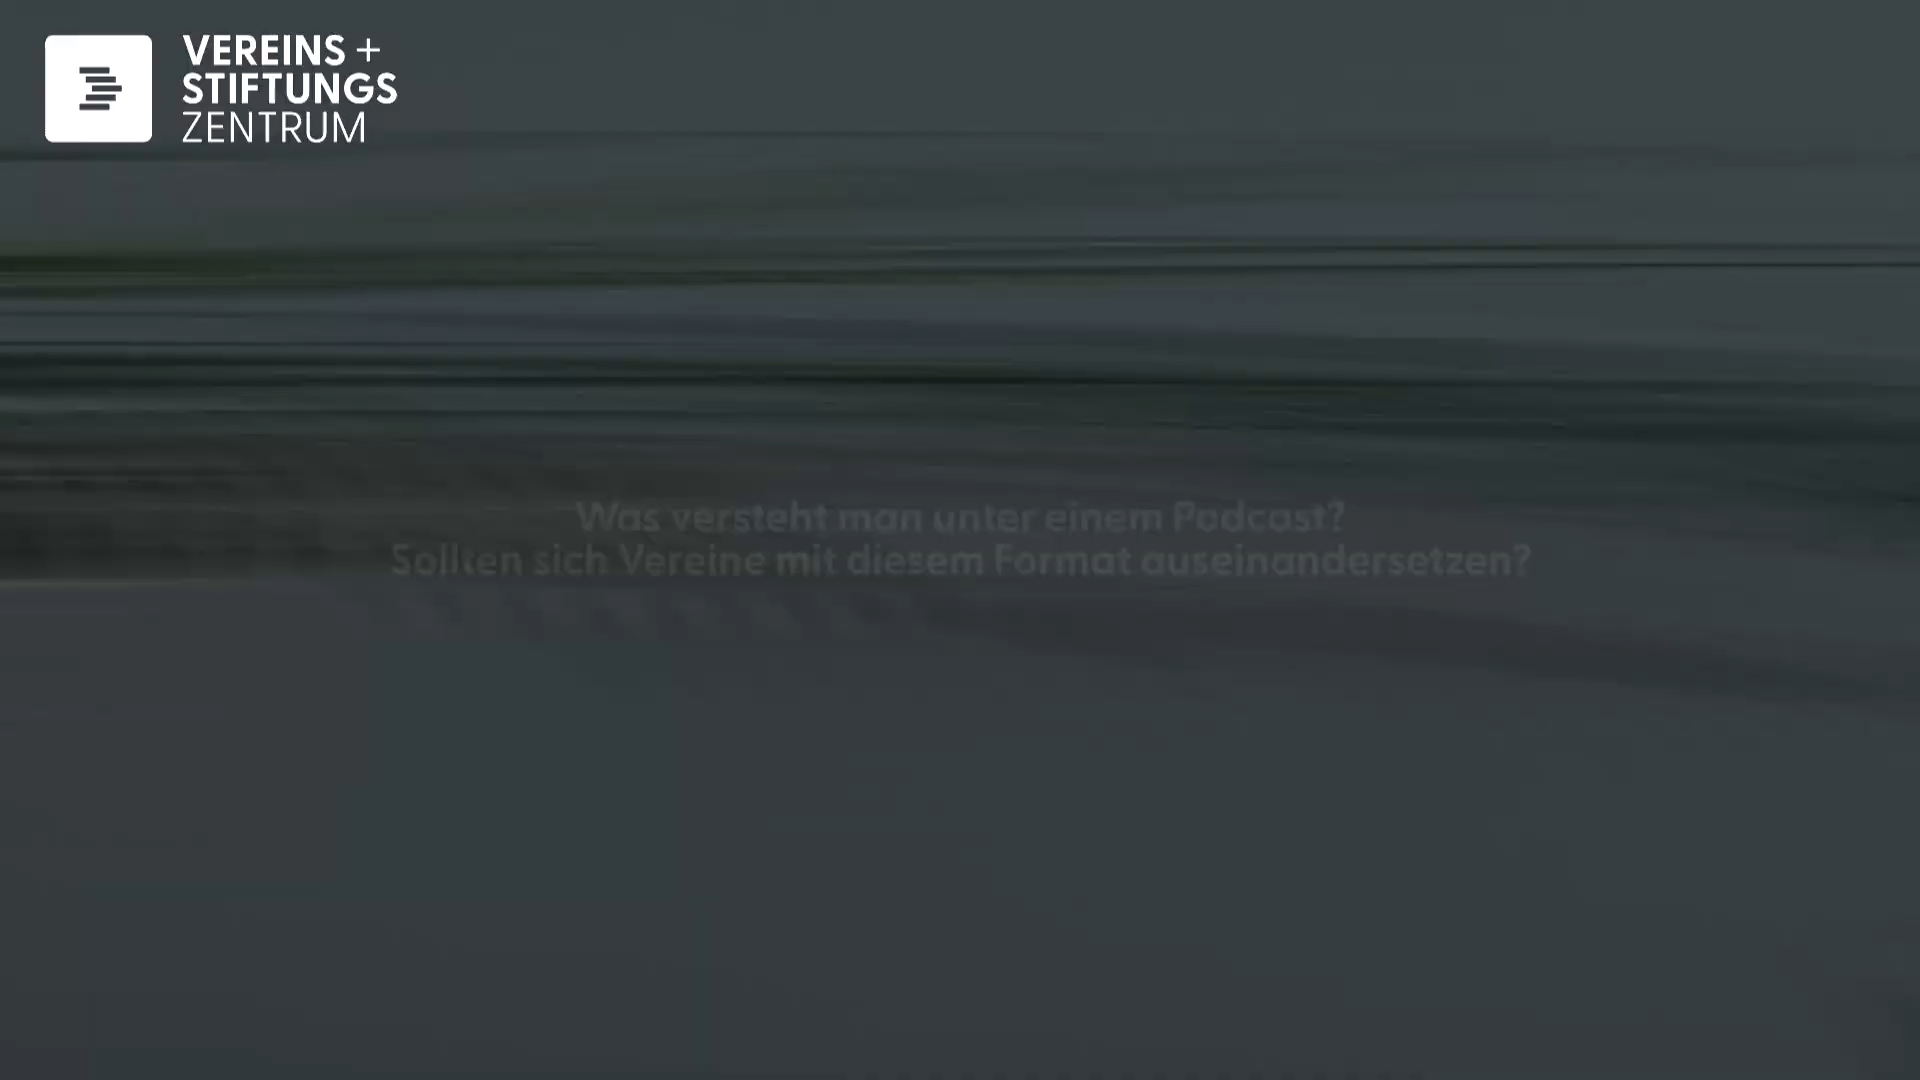 VEREINS +
STIFTUNGS
ZENTRUM
Was versteht man unter einem Podcast?
Sollten sich Vereine mit diesem Format auseinandersetzen?